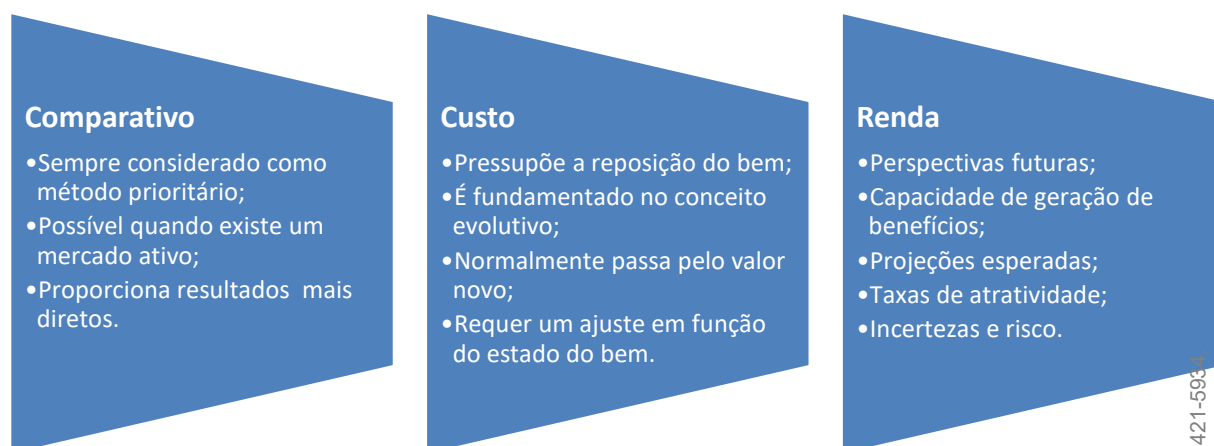 Comparativo
•Sempre considerado como
método prioritário;
•Possível quando existe um
mercado ativo;
•Proporciona resultados mais
diretos.
Custo
•Pressupõe a reposição do bem;
•É fundamentado no conceito
evolutivo;
•Normalmente passa pelo valor
novo;
•Requer um ajuste em função
do estado do bem.
Renda
•Perspectivas futuras;
•Capacidade de geração de
benefícios;
•Projeções esperadas;
•Taxas de atratividade;
•Incertezas e risco.
421-5934